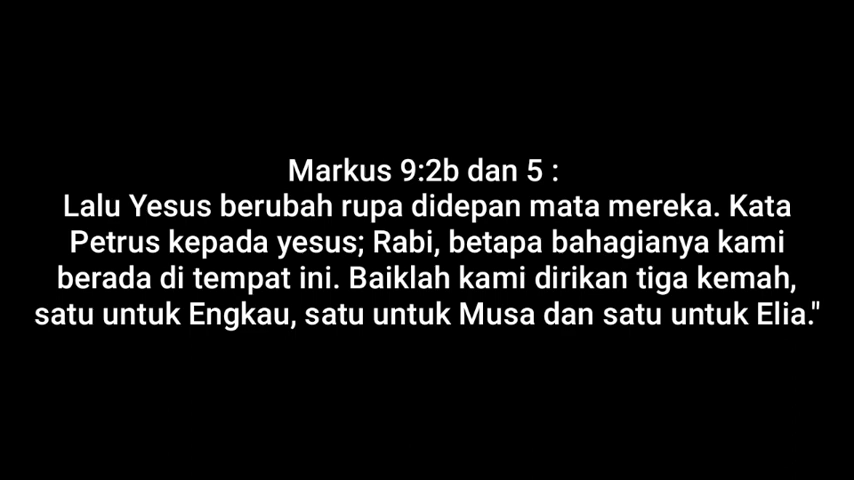 Markus 9:2b dan 5 :
Lalu Yesus berubah rupa didepan mata mereka. Kata
Petrus kepada yesus; Rabi, betapa bahagianya kami
berada di tempat ini. Baiklah kami dirikan tiga kemah,
satu untuk Engkau, satu untuk Musa dan satu untuk Elia."